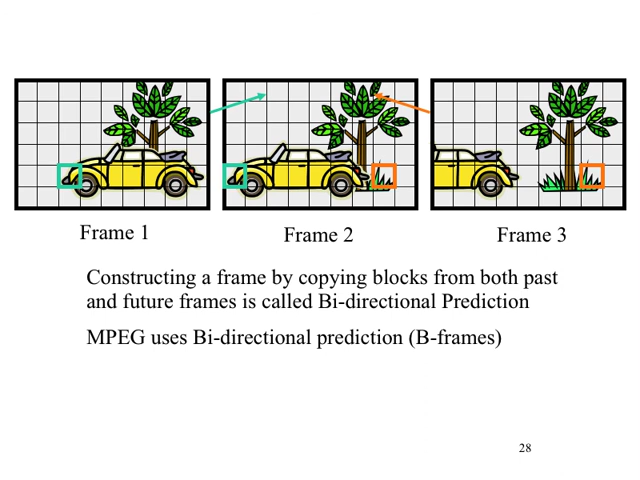 Frame 1
Frame 2
Frame 3
Constructing a frame by copying blocks from both past
and future frames is called Bi-directional Prediction
MPEG uses Bi-directional prediction (B-frames)
28